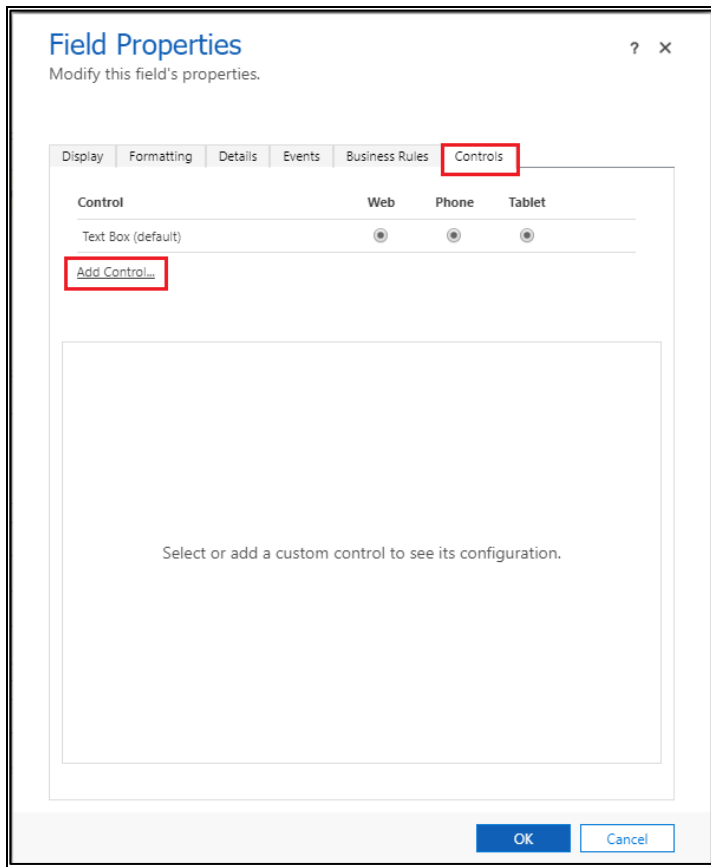 Field Properties
? ×
Modify this field's properties.
Display Formatting Details Events Business Rules Controls
Control Web Phone Tablet
Text Box (default)
Add Control...
Select or add a custom control to see its configuration.
OK Cancel